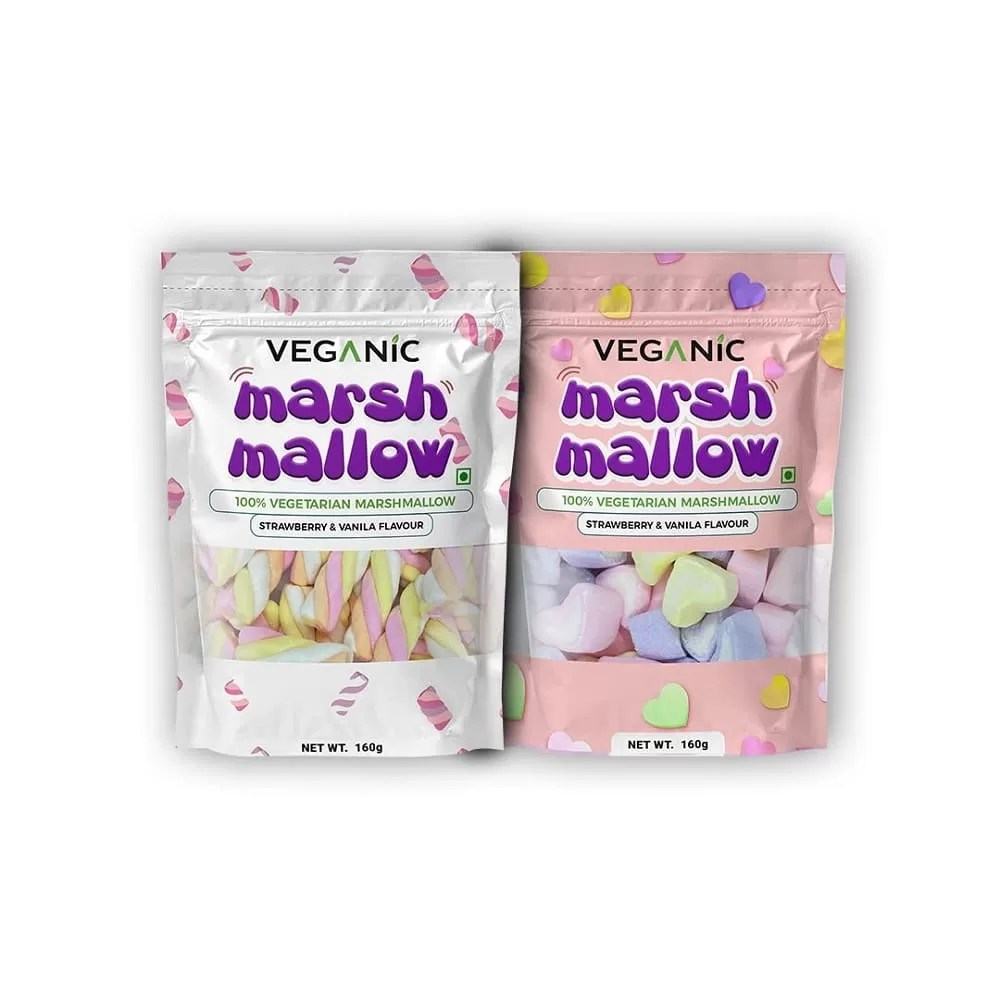 VEGANIC
marsh
mallow
100% VEGETARIAN MARSHMALLOW
STRAWBERRY & VANILA FLAVOUR
NET WT. 160g
VEGANIC
marsh
mallow
100% VEGETARIAN MARSHMALLOW
STRAWBERRY & VANILA FLAVOUR
NET WT. 160g